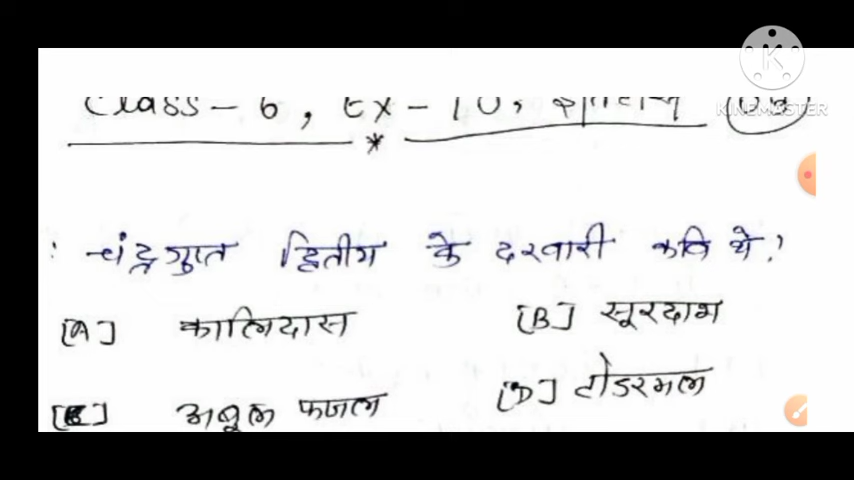 Class - 6, Ex - 10,
KINEMASTER
चंद्रगुप्त द्वितीय के दरबारी कवि थे?
[A] कालिदास [B] सूरदास
[C] अबुल फजल [D] टोडरमल